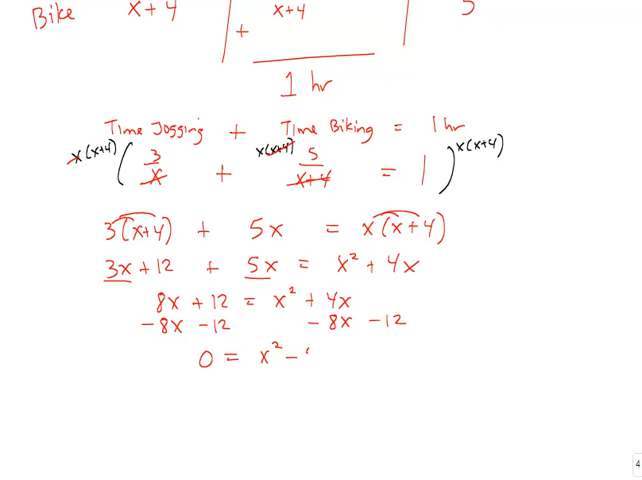 Bike x+4 x+4 5
+
1 hr
Time Jogging + Time Biking = 1 hr
x(x+4) ( 3/x + x(x+4) 5/x+4 = 1 ) x(x+4)
3(x+4) + 5x = x(x+4)
3x + 12 + 5x = x² + 4x
8x + 12 = x² + 4x
-8x -12 -8x -12
0 = x² -
4